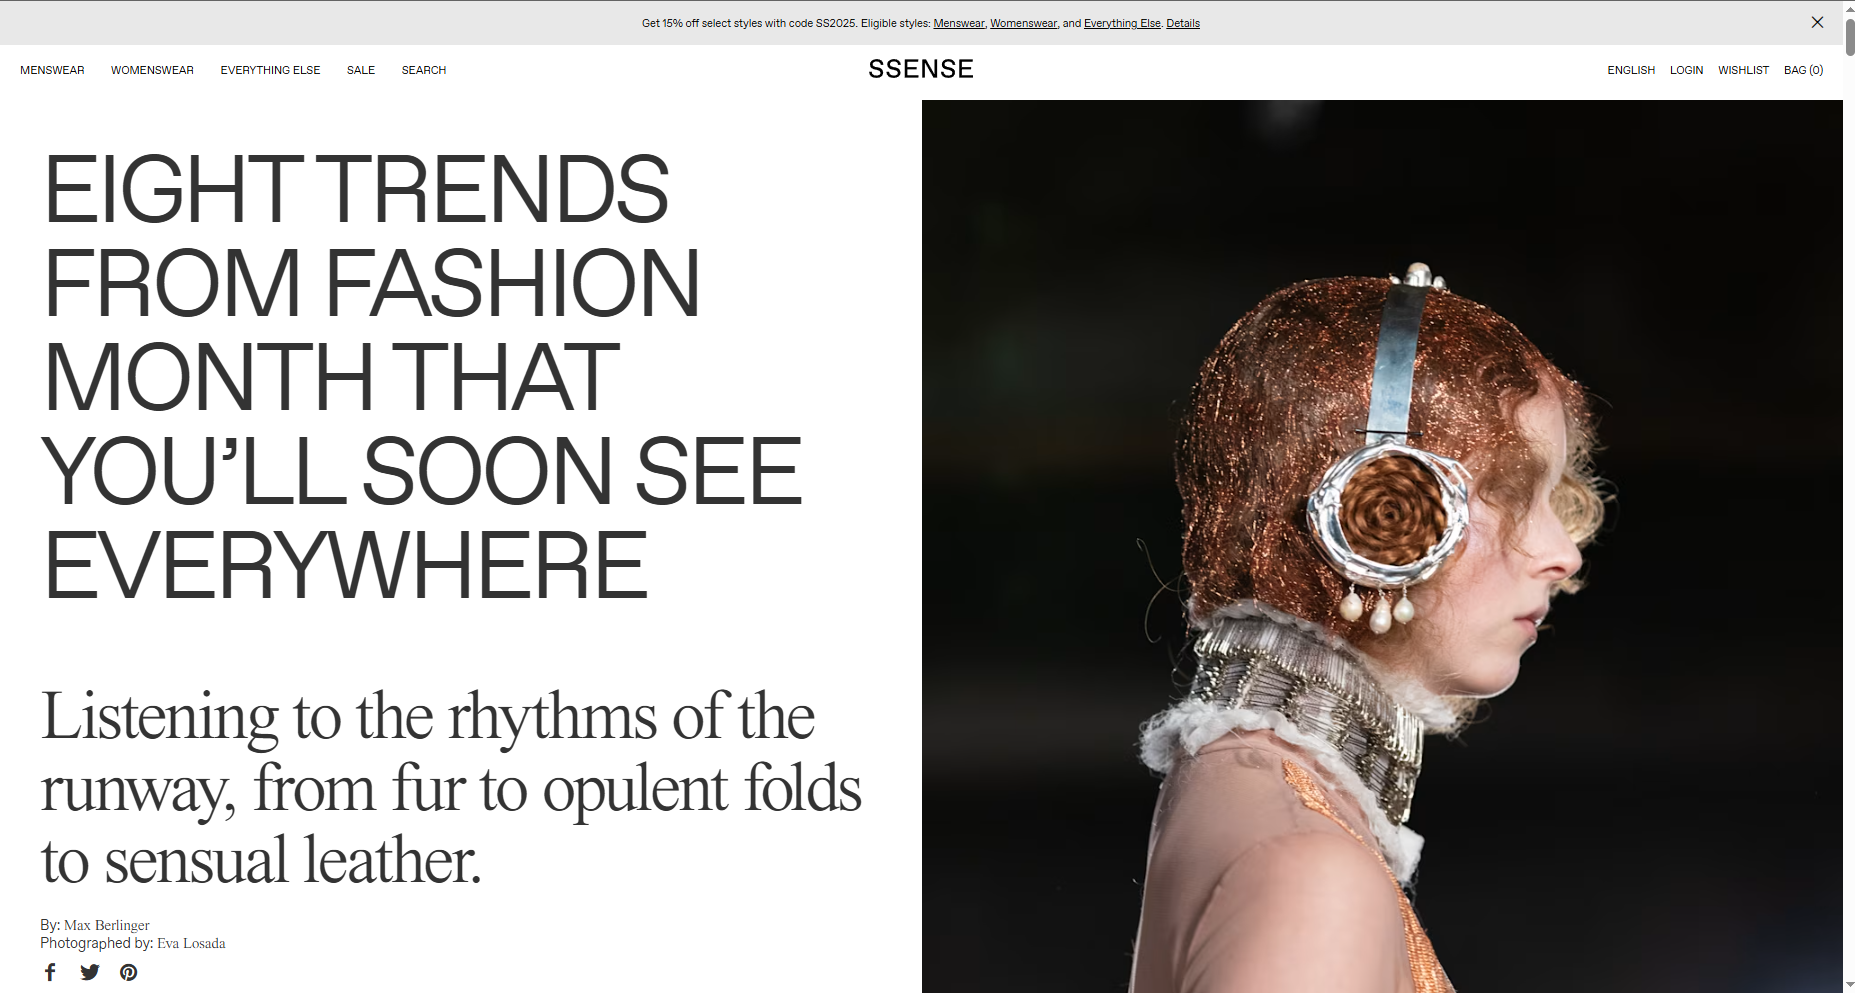 Get 15% off select styles with code SS2025. Eligible styles: Menswear, Womenswear, and Everything Else. Details
MENSWEAR WOMENSWEAR EVERYTHING ELSE SALE SEARCH SSENSE ENGLISH LOGIN WISHLIST BAG (0)
EIGHT TRENDS
FROM FASHION
MONTH THAT
YOU’LL SOON SEE
EVERYWHERE
Listening to the rhythms of the
runway, from fur to opulent folds
to sensual leather.
By: Max Berlinger
Photographed by: Eva Losada